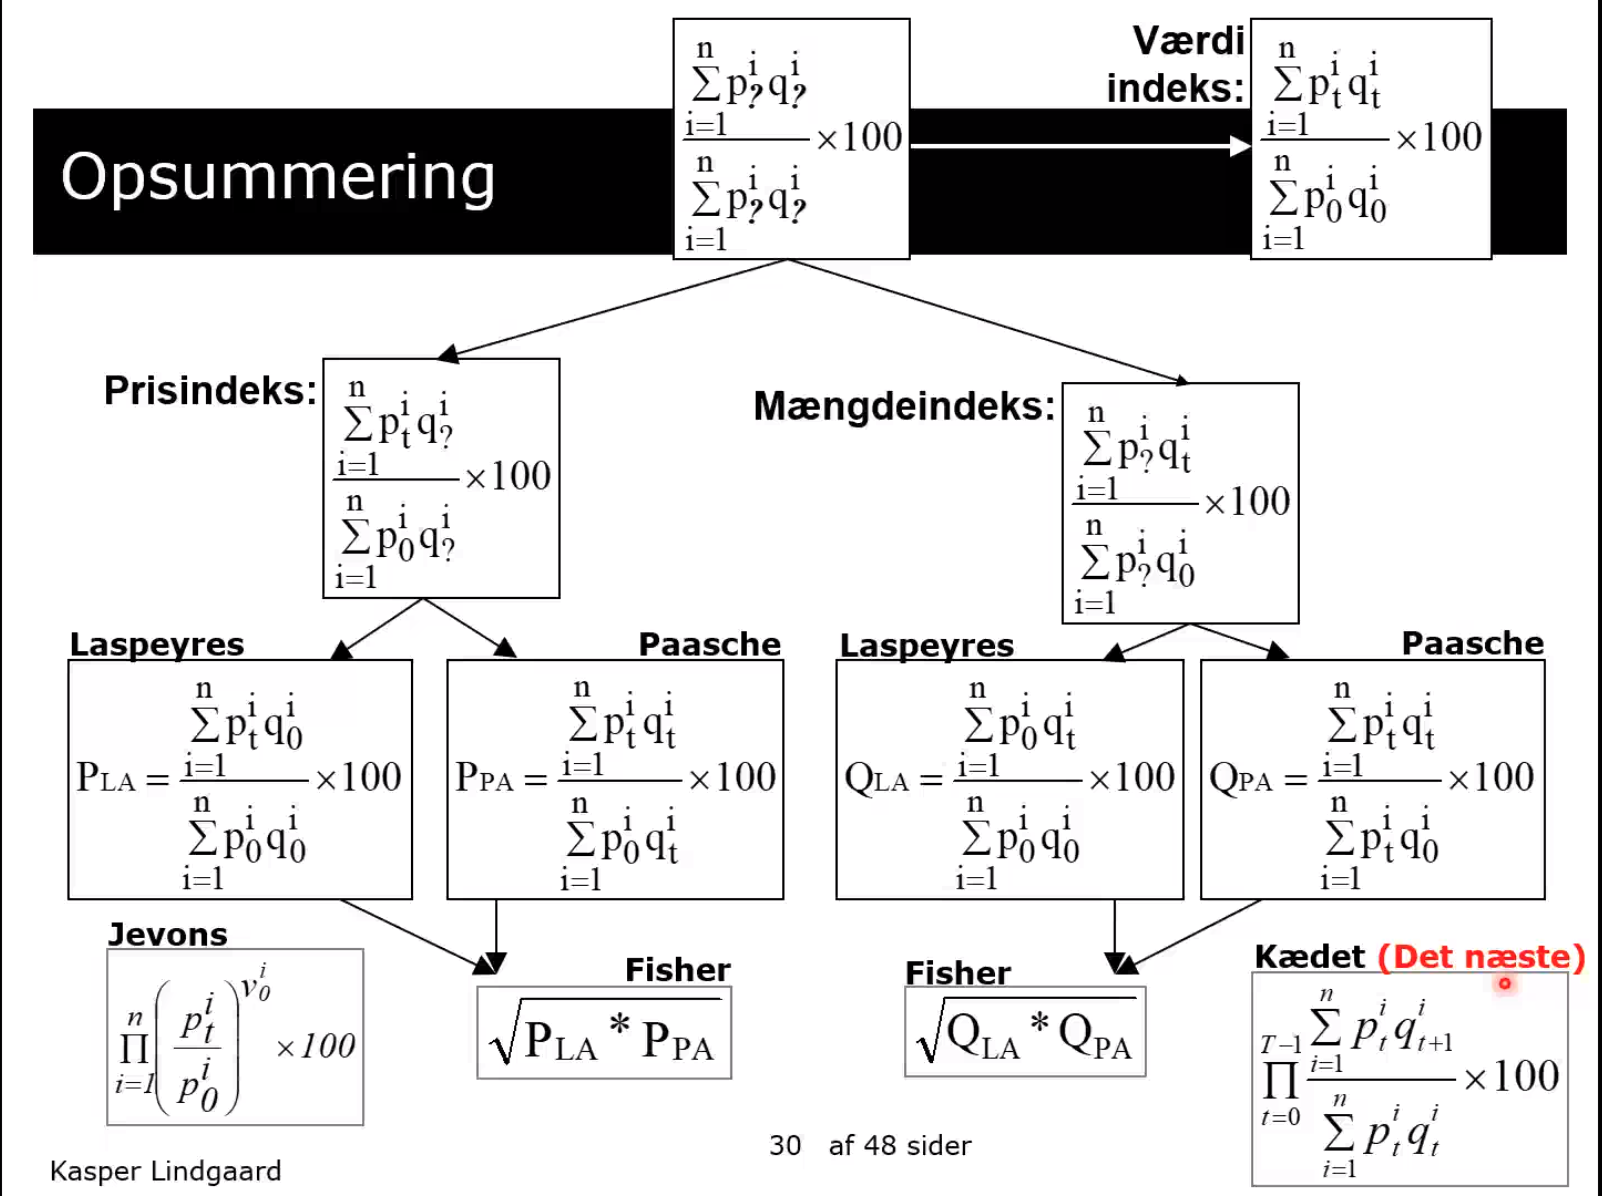 Opsummering
$\frac{\sum_{i=1}^{n} p_?^i q_?^i}{\sum_{i=1}^{n} p_?^i q_?^i} \times 100$
Værdi
indeks:
$\frac{\sum_{i=1}^{n} p_t^i q_t^i}{\sum_{i=1}^{n} p_0^i q_0^i} \times 100$
Prisindeks:
$\frac{\sum_{i=1}^{n} p_t^i q_?^i}{\sum_{i=1}^{n} p_0^i q_?^i} \times 100$
Mængdeindeks:
$\frac{\sum_{i=1}^{n} p_?^i q_t^i}{\sum_{i=1}^{n} p_?^i q_0^i} \times 100$
Laspeyres
$P_{LA} = \frac{\sum_{i=1}^{n} p_t^i q_0^i}{\sum_{i=1}^{n} p_0^i q_0^i} \times 100$
Paasche
$P_{PA} = \frac{\sum_{i=1}^{n} p_t^i q_t^i}{\sum_{i=1}^{n} p_0^i q_t^i} \times 100$
Laspeyres
$Q_{LA} = \frac{\sum_{i=1}^{n} p_0^i q_t^i}{\sum_{i=1}^{n} p_0^i q_0^i} \times 100$
Paasche
$Q_{PA} = \frac{\sum_{i=1}^{n} p_t^i q_t^i}{\sum_{i=1}^{n} p_t^i q_0^i} \times 100$
Jevons
$\prod_{i=1}^{n} \left( \frac{p_t^i}{p_0^i} \right)^{v_0^i} \times 100$
Fisher
$\sqrt{P_{LA} * P_{PA}}$
Fisher
$\sqrt{Q_{LA} * Q_{PA}}$
Kædet (Det næste)
$\prod_{t=0}^{T-1} \frac{\sum_{i=1}^{n} p_t^i q_{t+1}^i}{\sum_{i=1}^{n} p_t^i q_t^i} \times 100$
30 af 48 sider
Kasper Lindgaard